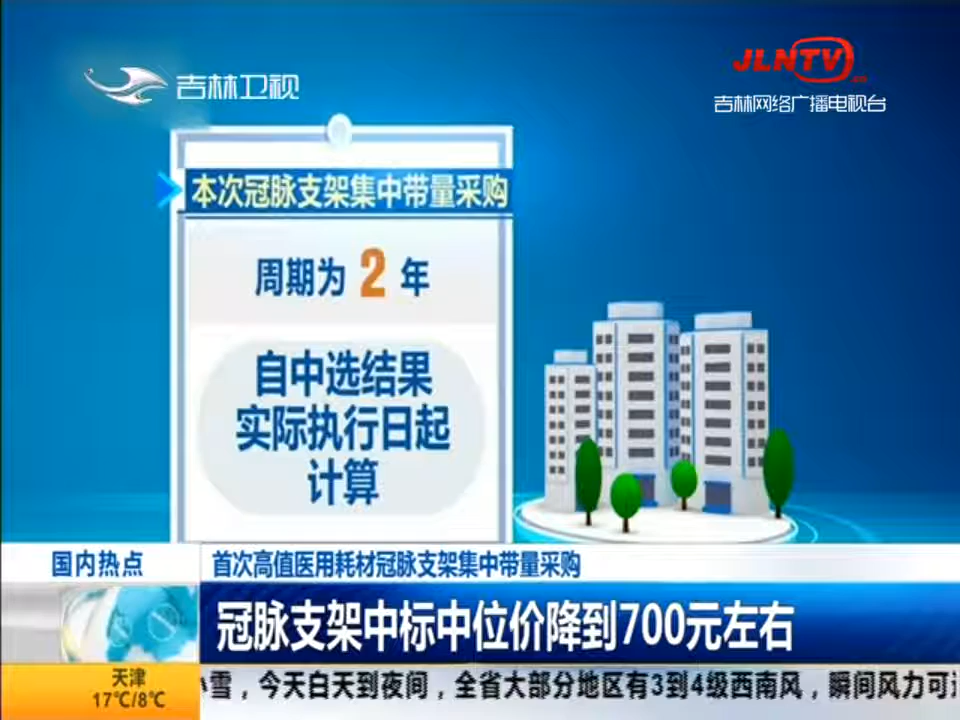 吉林卫视
JLNTV
吉林网络广播电视台
本次冠脉支架集中带量采购
周期为 2 年
自中选结果
实际执行日起
计算
国内热点
首次高值医用耗材冠脉支架集中带量采购
冠脉支架中标中位价降到700元左右
天津
17℃/8℃
小雪，今天白天到夜间，全省大部分地区有3到4级西南风，瞬间风力可